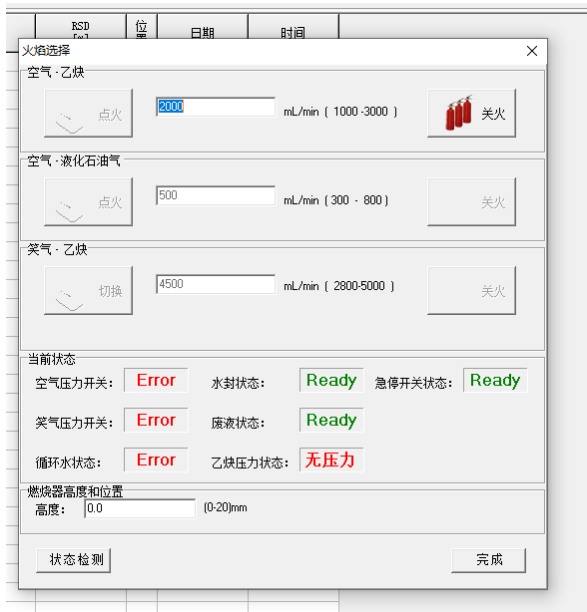 RSD
位
日期
时间
火焰选择
空气 - 乙炔
点火
2000
mL/min ( 1000 -3000 )
关火
空气 - 液化石油气
点火
500
mL/min ( 300 - 800 )
关火
笑气 - 乙炔
切换
4500
mL/min ( 2800-5000 )
关火
当前状态
空气压力开关: Error 水封状态: Ready 急停开关状态: Ready
笑气压力开关: Error 废液状态: Ready
循环水状态: Error 乙炔压力状态: 无压力
燃烧器高度和位置
高度: 0.0 (0-20)mm
状态检测 完成